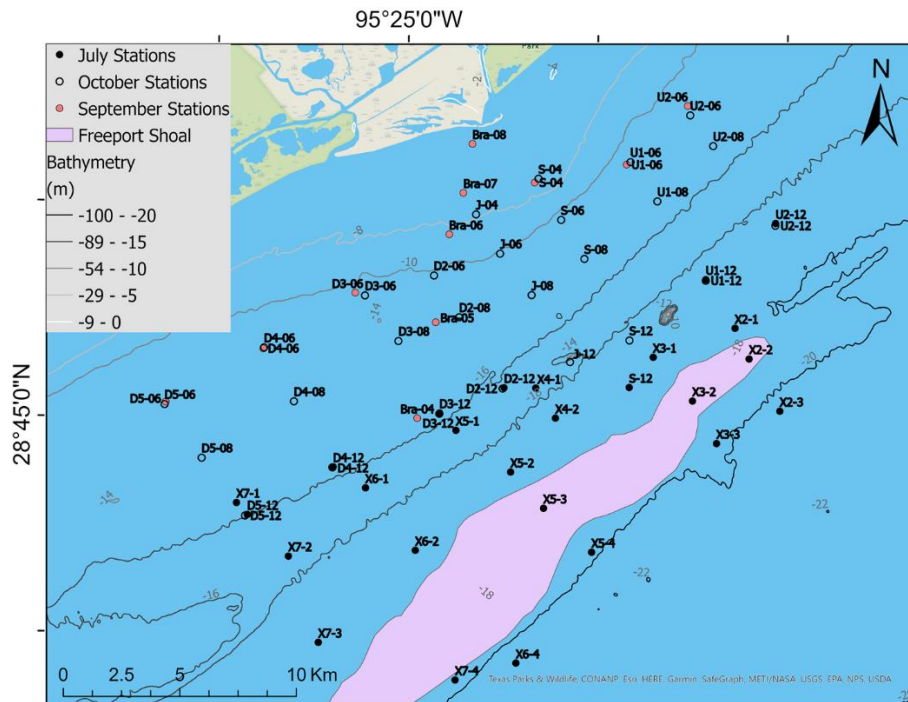 95°25'0"W
28°45'0"N
July Stations
October Stations
September Stations
Freeport Shoal
Bathymetry
(m)
-100 - -20
-89 - -15
-54 - -10
-29 - -5
-9 - 0
Park
N
-2
-4
U2-06
U2-06
Bra-08
U2-08
U1-06
U1-06
S-04
S-04
Bra-07
U1-08
J-04
S-06
U2-12
U2-12
Bra-06
-8
J-06
S-08
-10
D2-06
U1-12
U1-12
D3-06
D3-06
J-08
-12
-10
-14
D2-08
Bra-05
X2-1
D3-08
S-12
D4-06
D4-06
-14
J-12
X3-1
-18
X2-2
-20
-16
D2-12
D2-12
X4-1
S-12
-18
D5-06
D5-06
D4-08
X3-2
D3-12
Bra-04
D3-12
X5-1
X4-2
X2-3
X3-3
D5-08
D4-12
D4-12
X5-2
X6-1
-14
X7-1
D5-12
D5-12
X5-3
-22
X7-2
X6-2
X5-4
-22
-16
-18
X7-3
X6-4
X7-4
0 2.5 5 10 Km
Texas Parks & Wildlife, CONANP, Esri, HERE, Garmin, SafeGraph, METI/NASA, USGS, EPA, NPS, USDA